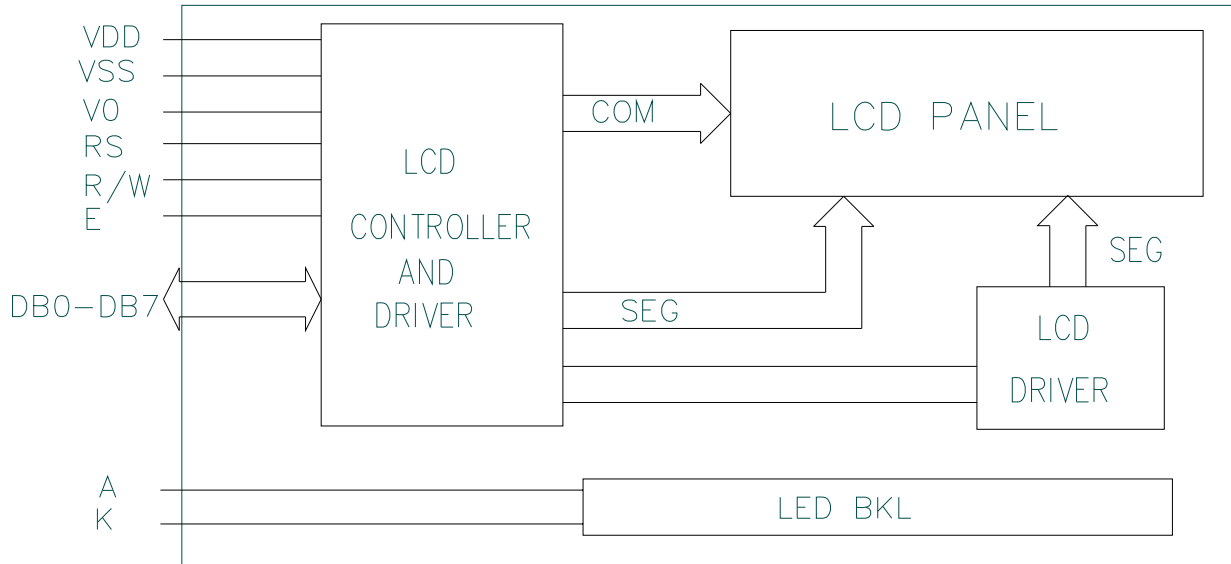 VDD
VSS
V0
RS
R/W
E
DB0-DB7
LCD
CONTROLLER
AND
DRIVER
COM
LCD PANEL
SEG
SEG
LCD
DRIVER
A
K
LED BKL